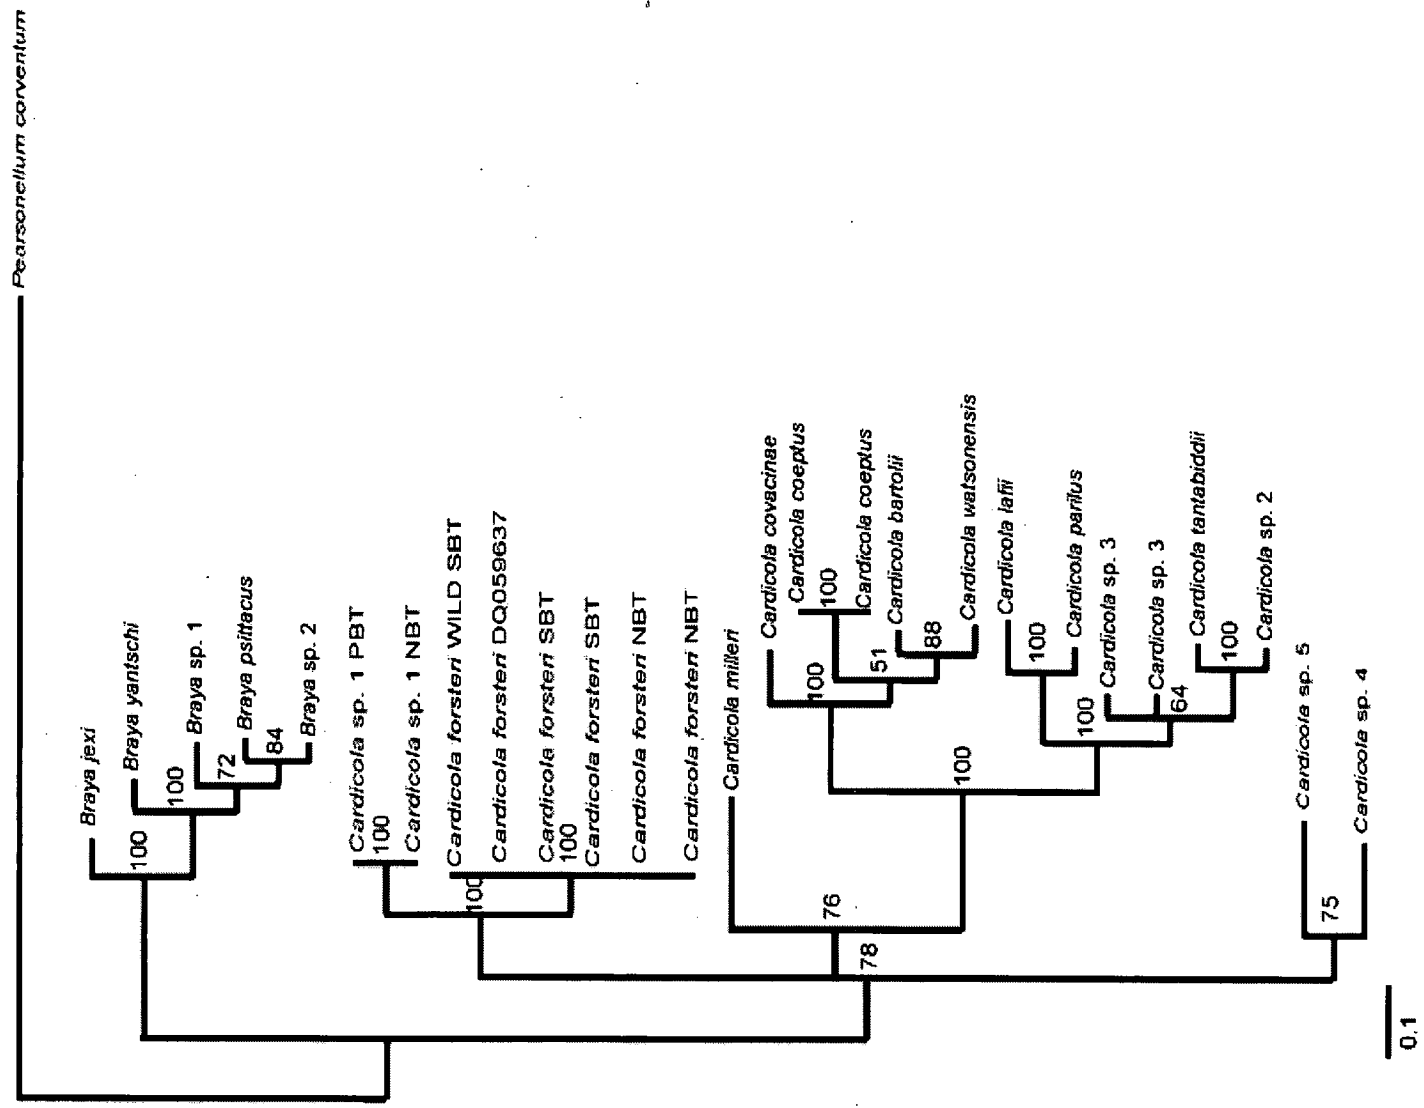 Pearsonellum corventum
Braya jexi
Braya yantschi
Braya sp. 1
Braya psittacus
Braya sp. 2
100
100
72
84
Cardicola sp. 1 PBT
Cardicola sp. 1 NBT
100
Cardicola forsteri WILD SBT
Cardicola forsteri DQ059637
Cardicola forsteri SBT
Cardicola forsteri SBT
Cardicola forsteri NBT
Cardicola forsteri NBT
100
100
Cardicola milleri
Cardicola covacinae
Cardicola coeptus
Cardicola coeptus
Cardicola bartolii
Cardicola watsonensis
100
100
51
88
Cardicola lafii
Cardicola parilus
Cardicola sp. 3
Cardicola sp. 3
Cardicola tantabiddii
Cardicola sp. 2
100
100
64
100
100
76
78
Cardicola sp. 5
Cardicola sp. 4
75
0.1